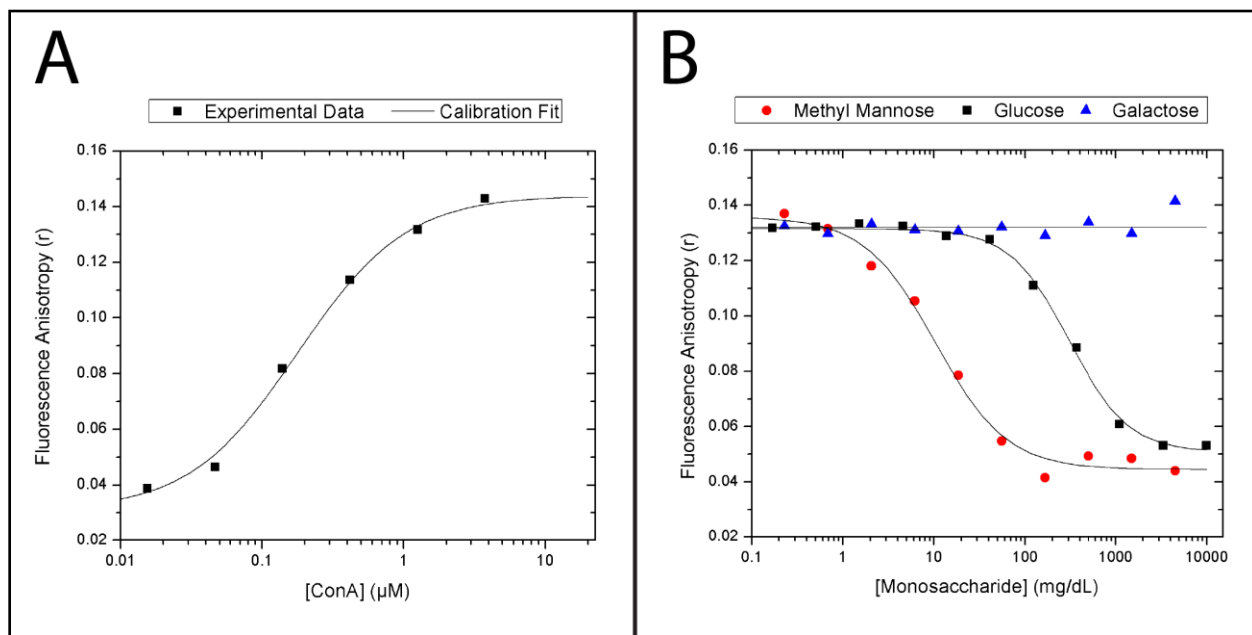 A
Experimental Data
Calibration Fit
0.16
0.14
0.12
0.10
0.08
0.06
0.04
0.02
Fluorescence Anisotropy (r)
0.01
0.1
1
10
[ConA] (µM)
B
Methyl Mannose
Glucose
Galactose
0.16
0.14
0.12
0.10
0.08
0.06
0.04
0.02
Fluorescence Anisotroopy (r)
0.1
1
10
100
1000
10000
[Monosaccharide] (mg/dL)